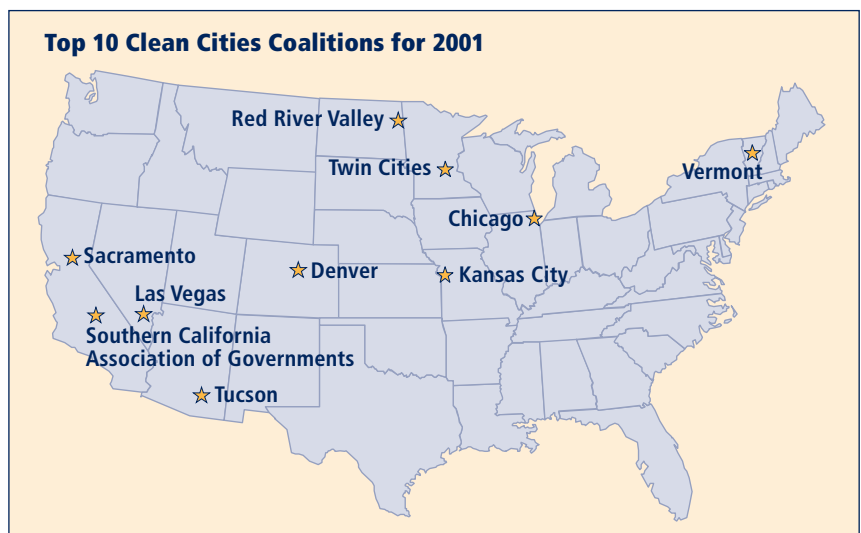 Top 10 Clean Cities Coalitions for 2001
Red River Valley
Twin Cities
Vermont
Chicago
Sacramento
Denver
Kansas City
Las Vegas
Southern California
Association of Governments
Tucson